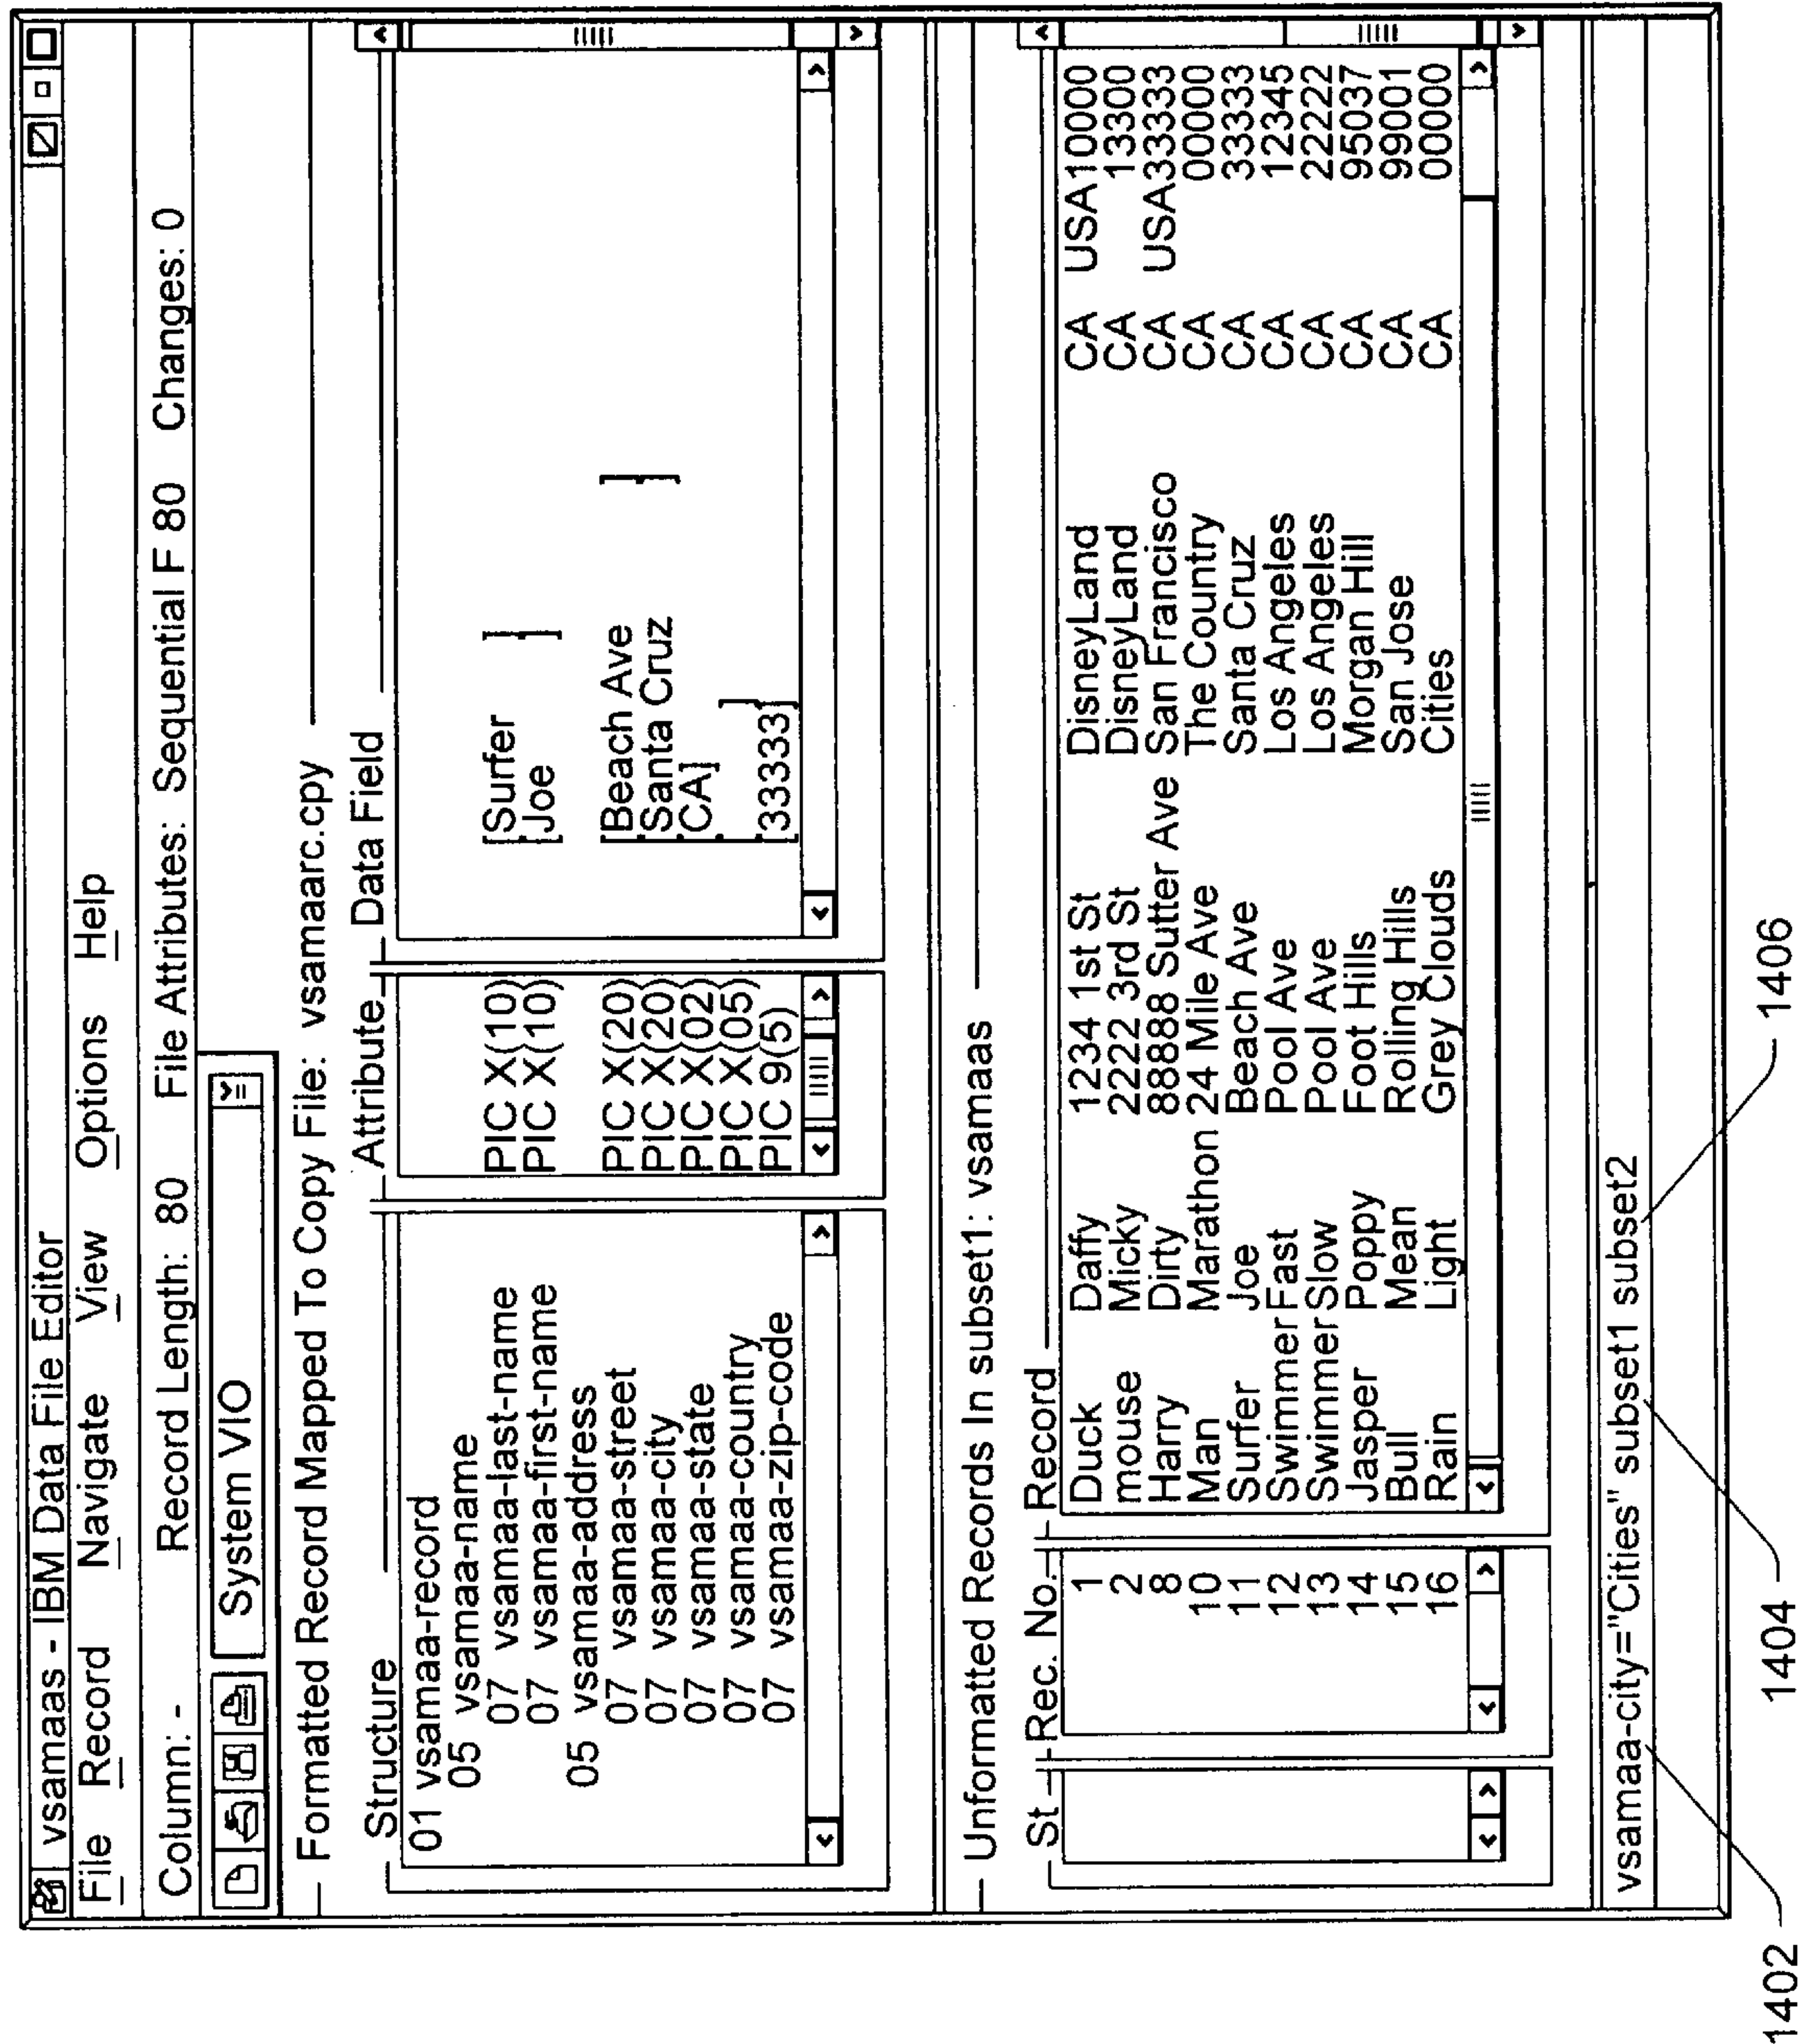 vsamaas - IBM Data File Editor
File Record Navigate View Options Help
Column: - Record Length: 80 File Attributes: Sequential F 80 Changes: 0
System VIO
Formatted Record Mapped To Copy File: vsamaarc.cpy
Structure Attribute Data Field
01 vsamaa-record
05 vsamaa-name
07 vsamaa-last-name PIC X(10) [Surfer ]
07 vsamaa-first-name PIC X(10) [Joe ]
05 vsamaa-address
07 vsamaa-street PIC X(20) [Beach Ave ]
07 vsamaa-city PIC X(20) [Santa Cruz ]
07 vsamaa-state PIC X(02) [CA]
07 vsamaa-country PIC X(05) [ ]
07 vsamaa-zip-code PIC 9(5) [33333]
Unformatted Records In subset1: vsamaas
St Rec. No. Record
1 Duck Daffy 1234 1st St DisneyLand CA USA10000
2 mouse Micky 2222 3rd St DisneyLand CA 13300
8 Harry Dirty 88888 Sutter Ave San Francisco CA USA33333
10 Man Marathon 24 Mile Ave The Country CA 00000
11 Surfer Joe Beach Ave Santa Cruz CA 33333
12 Swimmer Fast Pool Ave Los Angeles CA 12345
13 Swimmer Slow Pool Ave Los Angeles CA 22222
14 Jasper Poppy Foot Hills Morgan Hill CA 95037
15 Bull Mean Rolling Hills San Jose CA 99001
16 Rain Light Grey Clouds Cities CA 00000
vsamaa-city="Cities" subset1 subset2
1402 1404 1406